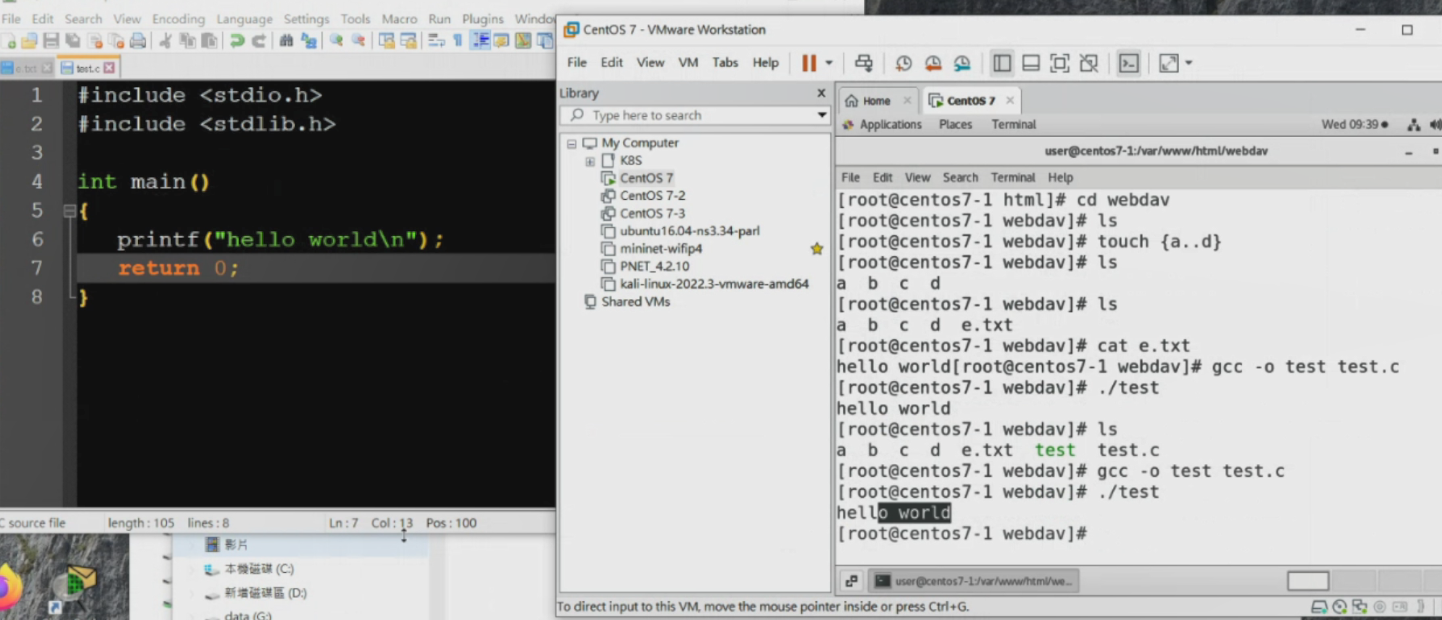 File Edit Search View Encoding Language Settings Tools Macro Run Plugins Window
e.txt
test.c
1 #include <stdio.h>
2 #include <stdlib.h>
3
4 int main()
5 {
6 printf("hello world\n");
7 return 0;
8 }
C source file length : 105 lines : 8 Ln : 7 Col : 13 Pos : 100
影片
本機磁碟 (C:)
新增磁碟區 (D:)
data (G:)
CentOS 7 - VMware Workstation
File Edit View VM Tabs Help
Library
Type here to search
My Computer
K8S
CentOS 7
CentOS 7-2
CentOS 7-3
ubuntu16.04-ns3.34-parl
mininet-wifip4
PNET_4.2.10
kali-linux-2022.3-vmware-amd64
Shared VMs
Home
CentOS 7
Applications Places Terminal Wed 09:39
user@centos7-1:/var/www/html/webdav
File Edit View Search Terminal Help
[root@centos7-1 html]# cd webdav
[root@centos7-1 webdav]# ls
[root@centos7-1 webdav]# touch {a..d}
[root@centos7-1 webdav]# ls
a b c d
[root@centos7-1 webdav]# ls
a b c d e.txt
[root@centos7-1 webdav]# cat e.txt
hello world[root@centos7-1 webdav]# gcc -o test test.c
[root@centos7-1 webdav]# ./test
hello world
[root@centos7-1 webdav]# ls
a b c d e.txt test test.c
[root@centos7-1 webdav]# gcc -o test test.c
[root@centos7-1 webdav]# ./test
hello world
[root@centos7-1 webdav]#
user@centos7-1:/var/www/html/we...
To direct input to this VM, move the mouse pointer inside or press Ctrl+G.